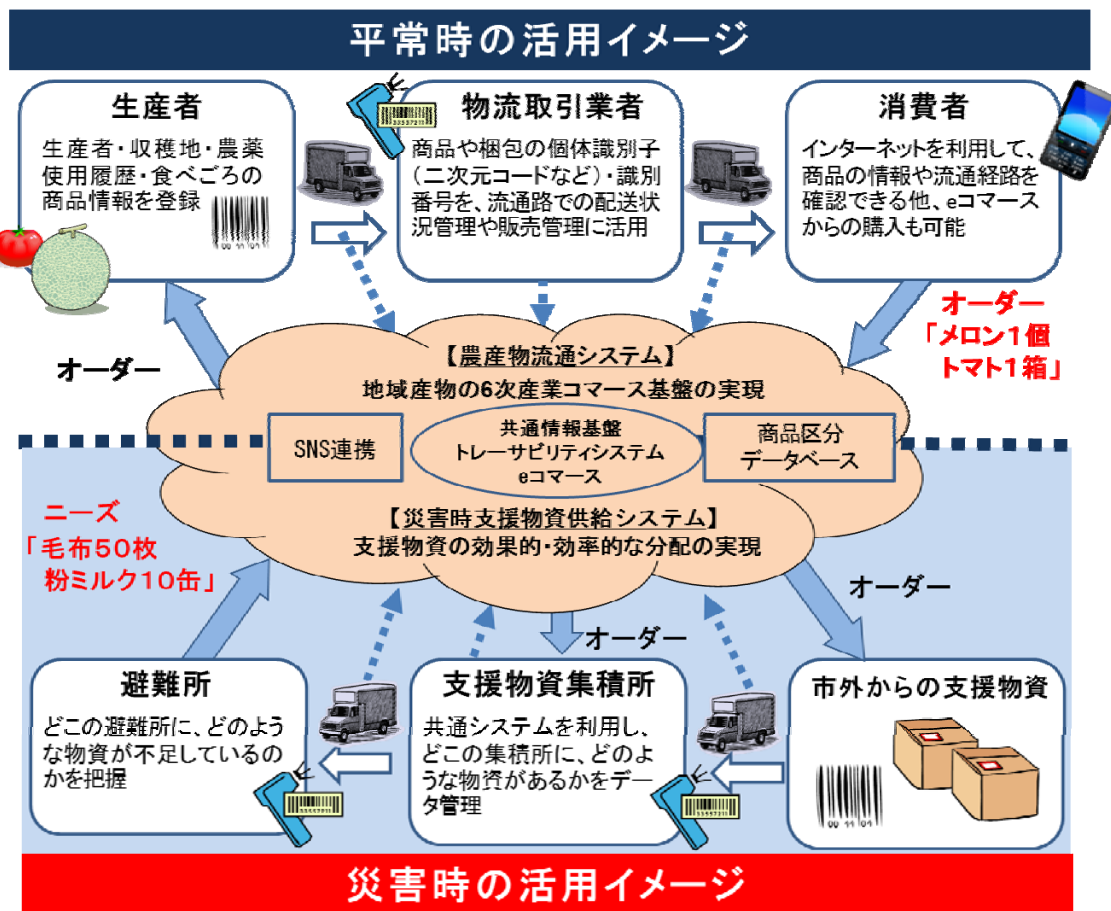 平常時の活用イメージ
生産者
生産者・収穫地・農薬
使用履歴・食べごろの
商品情報を登録
00 11 01
物流取引業者
商品や梱包の個体識別子
(二次元コードなど)・識別
番号を、流通路での配送状
況管理や販売管理に活用
消費者
インターネットを利用して、
商品の情報や流通経路を
確認できる他、eコマース
からの購入も可能
オーダー
オーダー
「メロン1個
トマト1箱」
【農産物流通システム】
地域産物の6次産業コマース基盤の実現
SNS連携
共通情報基盤
トレーサビリティシステム
eコマース
商品区分
データベース
【災害時支援物資供給システム】
支援物資の効果的・効率的な分配の実現
ニーズ
「毛布50枚
粉ミルク10缶」
オーダー
オーダー
避難所
どこの避難所に、どのよう
な物資が不足しているの
かを把握
支援物資集積所
共通システムを利用し、
どこの集積所に、どのよ
うな物資があるかをデー
タ管理
市外からの支援物資
00 11 01
災害時の活用イメージ